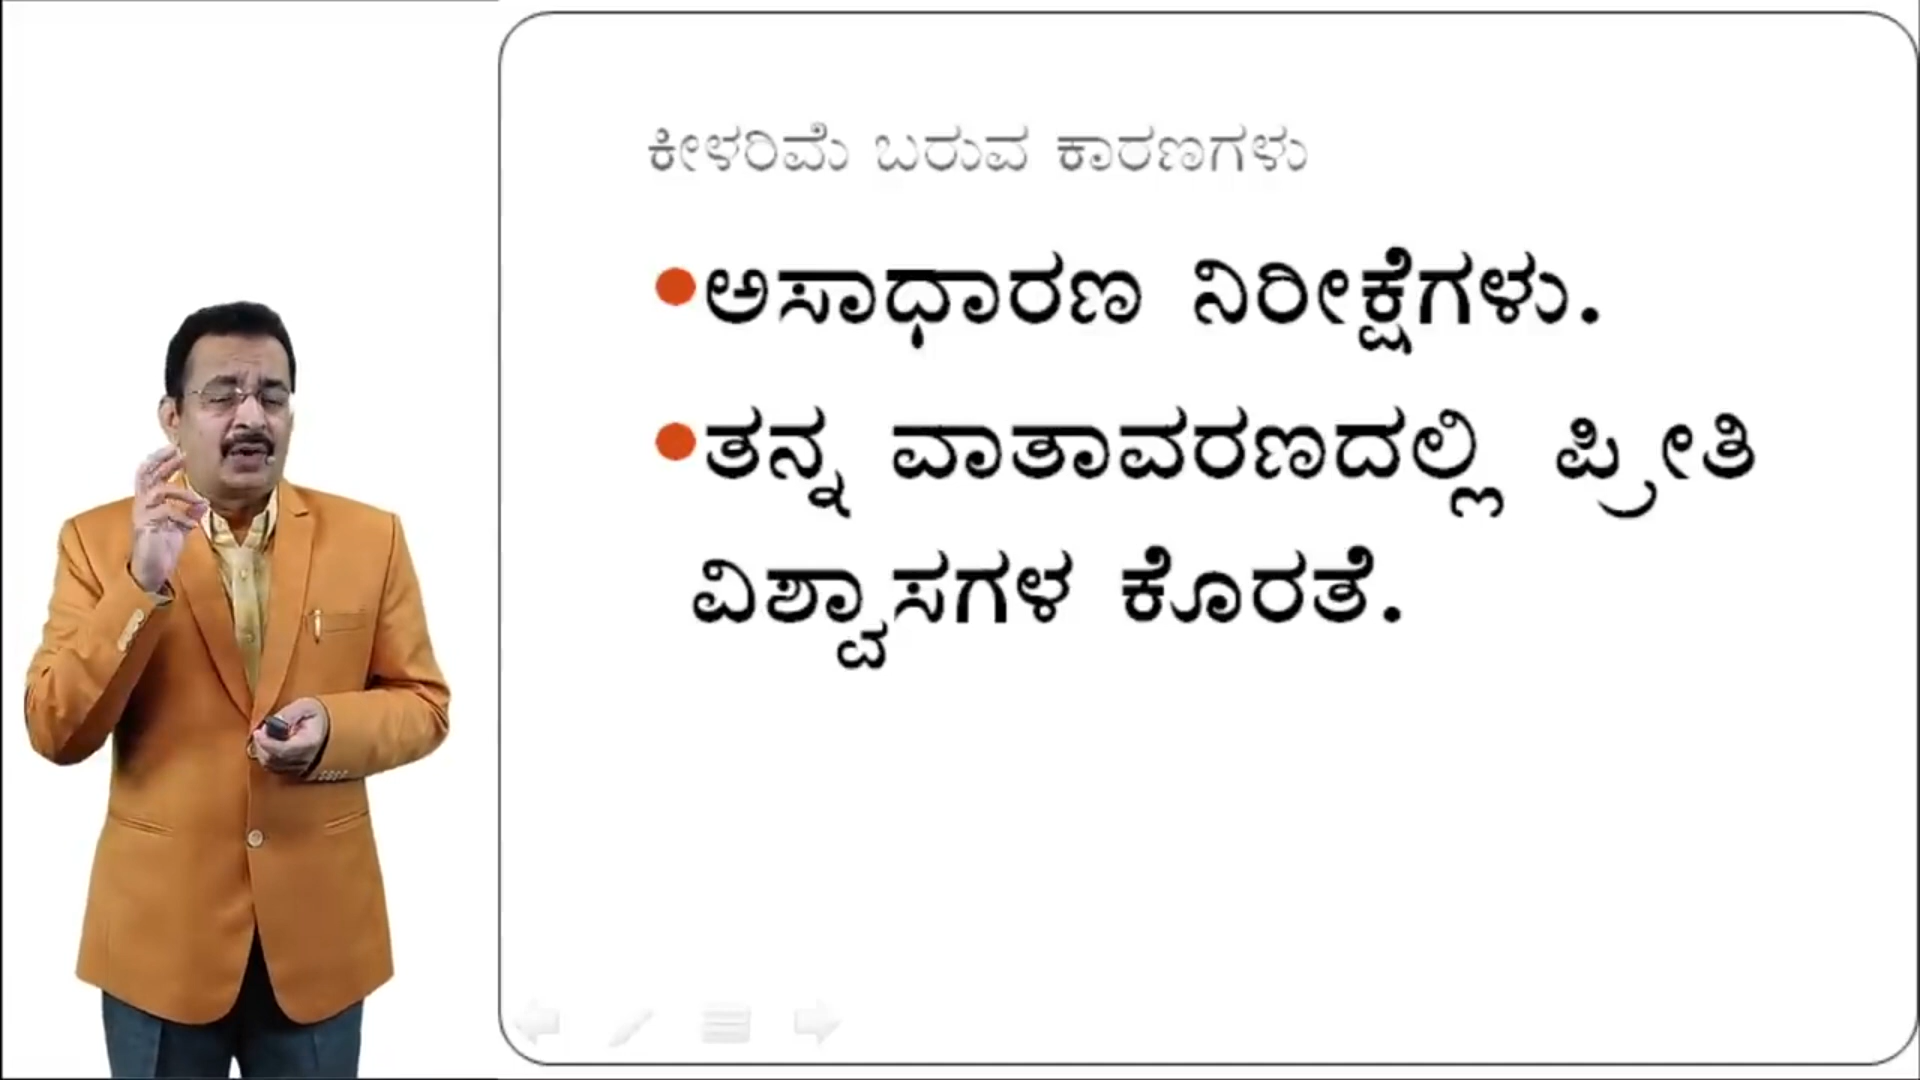 ಕೀಳರಿಮೆ ಬರುವ ಕಾರಣಗಳು
•ಅಸಾಧಾರಣ ನಿರೀಕ್ಷೆಗಳು.
•ತನ್ನ ವಾತಾವರಣದಲ್ಲಿ ಪ್ರೀತಿ
ವಿಶ್ವಾಸಗಳ ಕೊರತೆ.